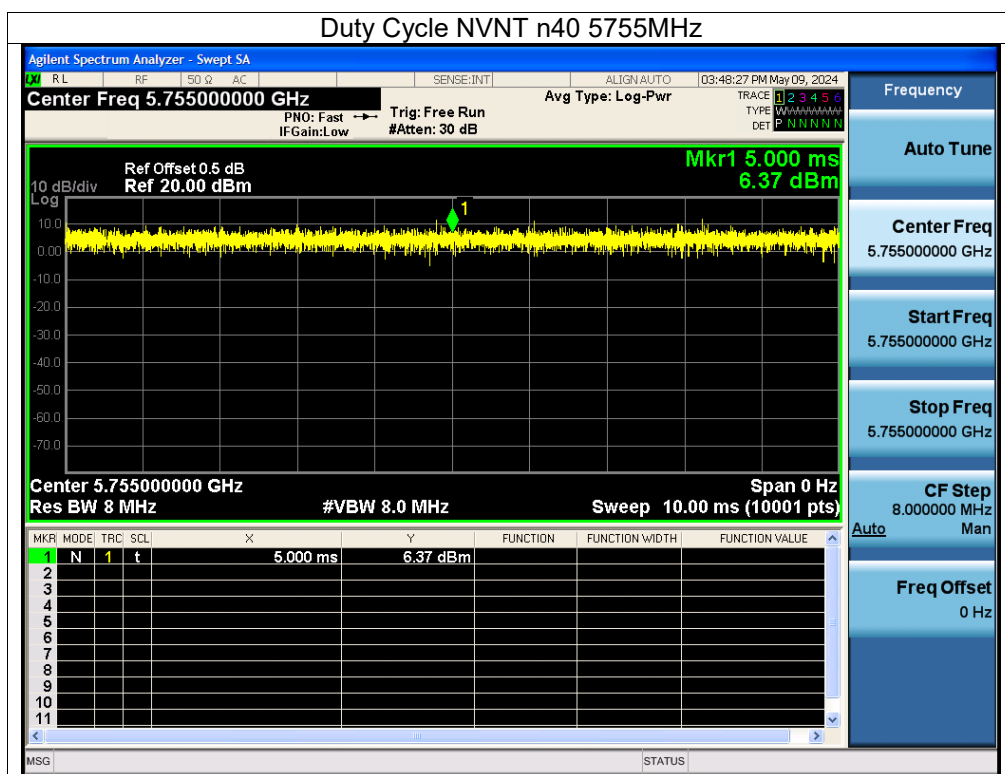 Duty Cycle NVNT n40 5755MHz
Agilent Spectrum Analyzer - Swept SA
LXI RL RF 50 Ω AC SENSE:INT ALIGN AUTO 03:48:27 PM May 09, 2024
Center Freq 5.755000000 GHz
PNO: Fast
IFGain:Low
Trig: Free Run
#Atten: 30 dB
Avg Type: Log-Pwr
TRACE 1 2 3 4 5 6
TYPE WWWWWW
DET P N N N N N
Ref Offset 0.5 dB
10 dB/div Ref 20.00 dBm
Log
Mkr1 5.000 ms
6.37 dBm
1
10.0
0.00
-10.0
-20.0
-30.0
-40.0
-50.0
-60.0
-70.0
Center 5.755000000 GHz Span 0 Hz
Res BW 8 MHz #VBW 8.0 MHz Sweep 10.00 ms (10001 pts)
MKR MODE TRC SCL X Y FUNCTION FUNCTION WIDTH FUNCTION VALUE
1 N 1 t 5.000 ms 6.37 dBm
2
3
4
5
6
7
8
9
10
11
MSG STATUS
Frequency
Auto Tune
Center Freq
5.755000000 GHz
Start Freq
5.755000000 GHz
Stop Freq
5.755000000 GHz
CF Step
8.000000 MHz
Auto Man
Freq Offset
0 Hz